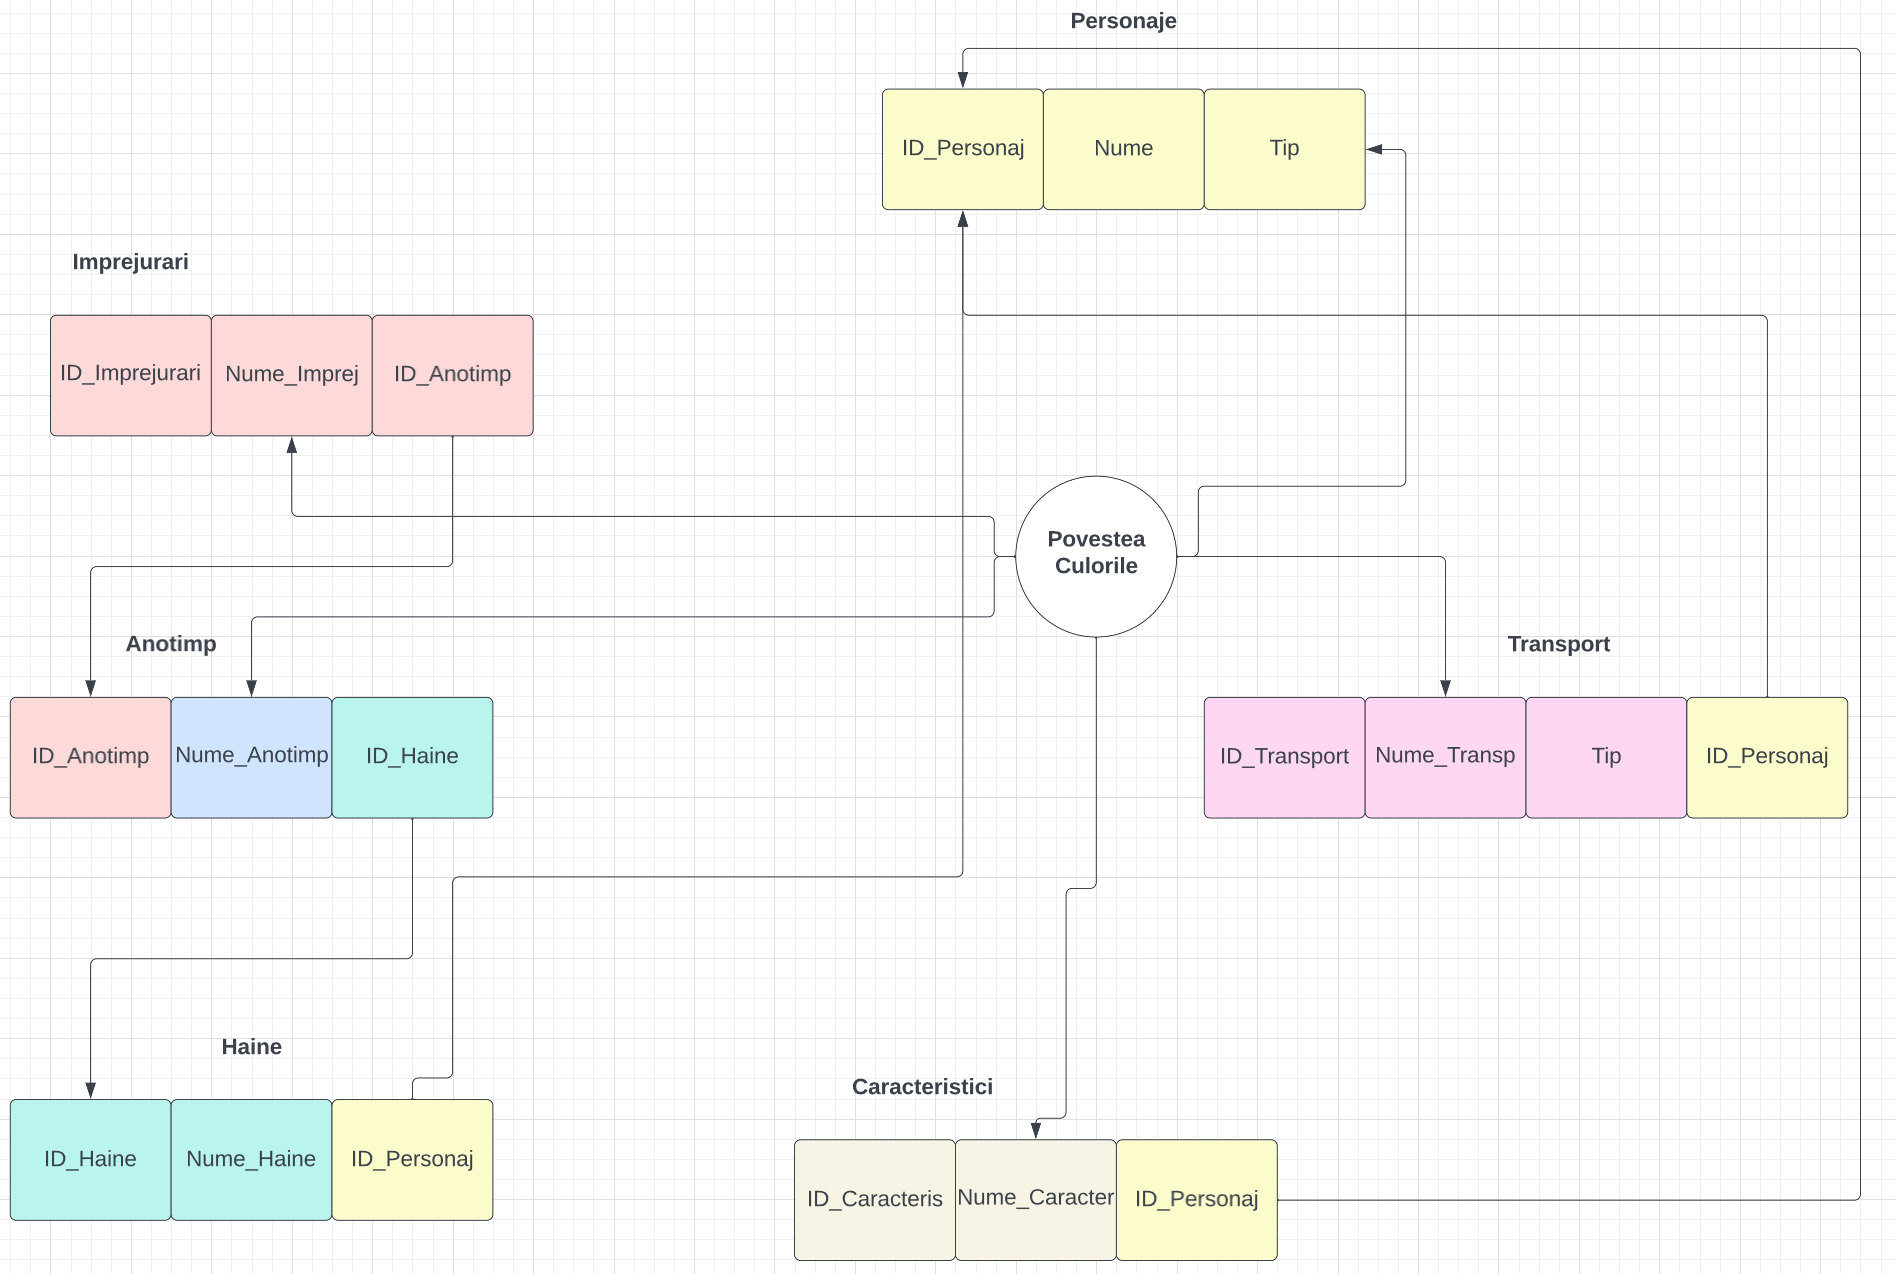 Personaje
ID_Personaj
Nume
Tip
Imprejurari
ID_Imprejurari
Nume_Imprej
ID_Anotimp
Povestea
Culorile
Anotimp
ID_Anotimp
Nume_Anotimp
ID_Haine
Transport
ID_Transport
Nume_Transp
Tip
ID_Personaj
Haine
ID_Haine
Nume_Haine
ID_Personaj
Caracteristici
ID_Caracteris
Nume_Caracter
ID_Personaj